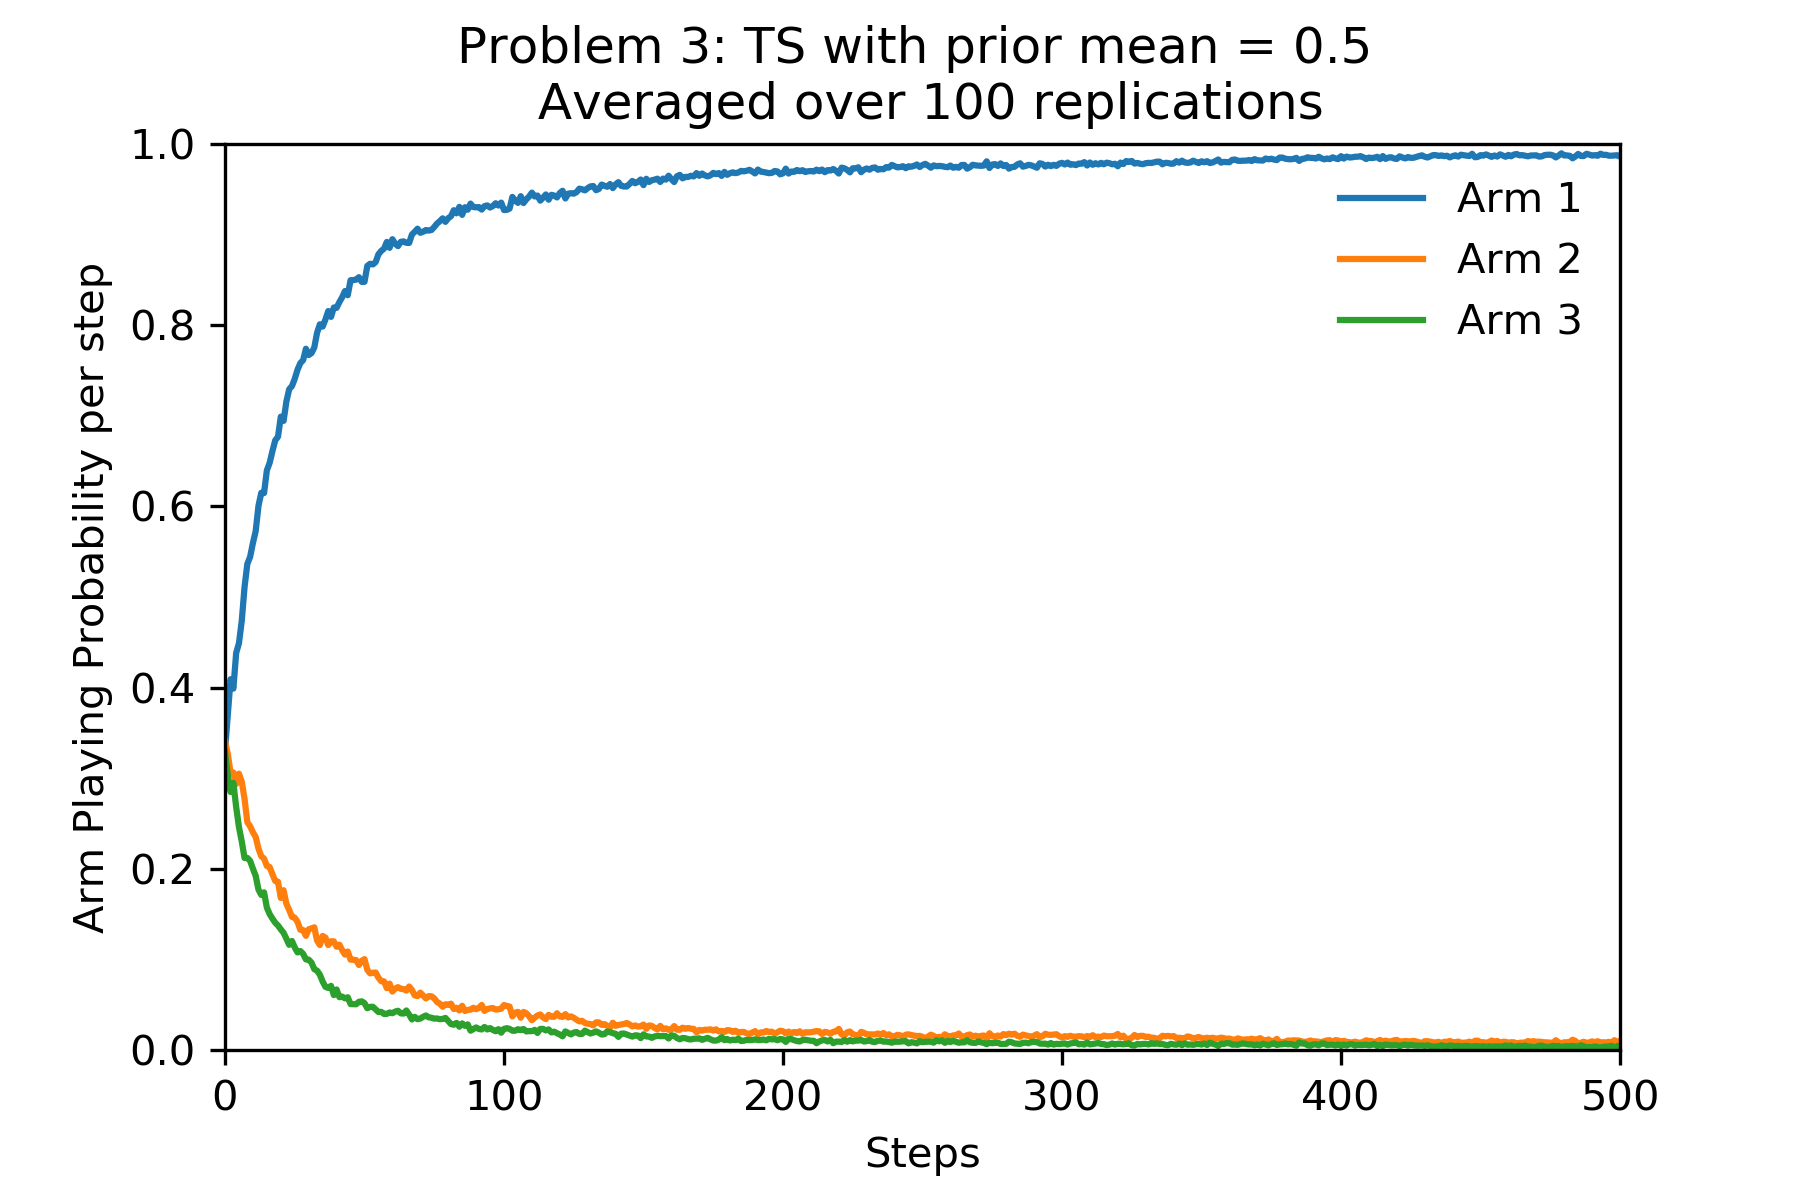 Problem 3: TS with prior mean = 0.5
Averaged over 100 replications
Arm Playing Probability per step
1.0
0.8
0.6
0.4
0.2
0.0
Arm 1
Arm 2
Arm 3
0 100 200 300 400 500
Steps